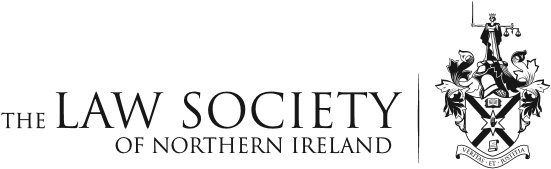 THE LAW SOCIETY
OF NORTHERN IRELAND
VERITAS · ET · JUSTITIA